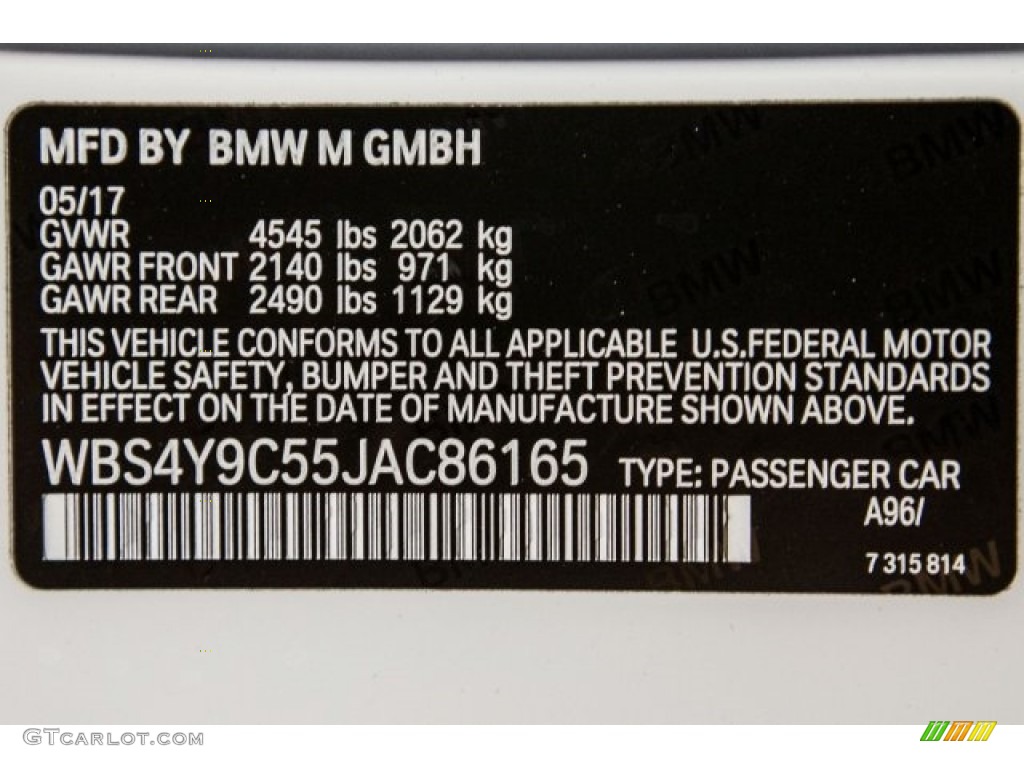 MFD BY BMW M GMBH
05/17
GVWR 4545 lbs 2062 kg
GAWR FRONT 2140 lbs 971 kg
GAWR REAR 2490 lbs 1129 kg
THIS VEHICLE CONFORMS TO ALL APPLICABLE U.S.FEDERAL MOTOR
VEHICLE SAFETY, BUMPER AND THEFT PREVENTION STANDARDS
IN EFFECT ON THE DATE OF MANUFACTURE SHOWN ABOVE.
WBS4Y9C55JAC86165 TYPE: PASSENGER CAR
A96/
7 315 814
GTCARLOT.COM